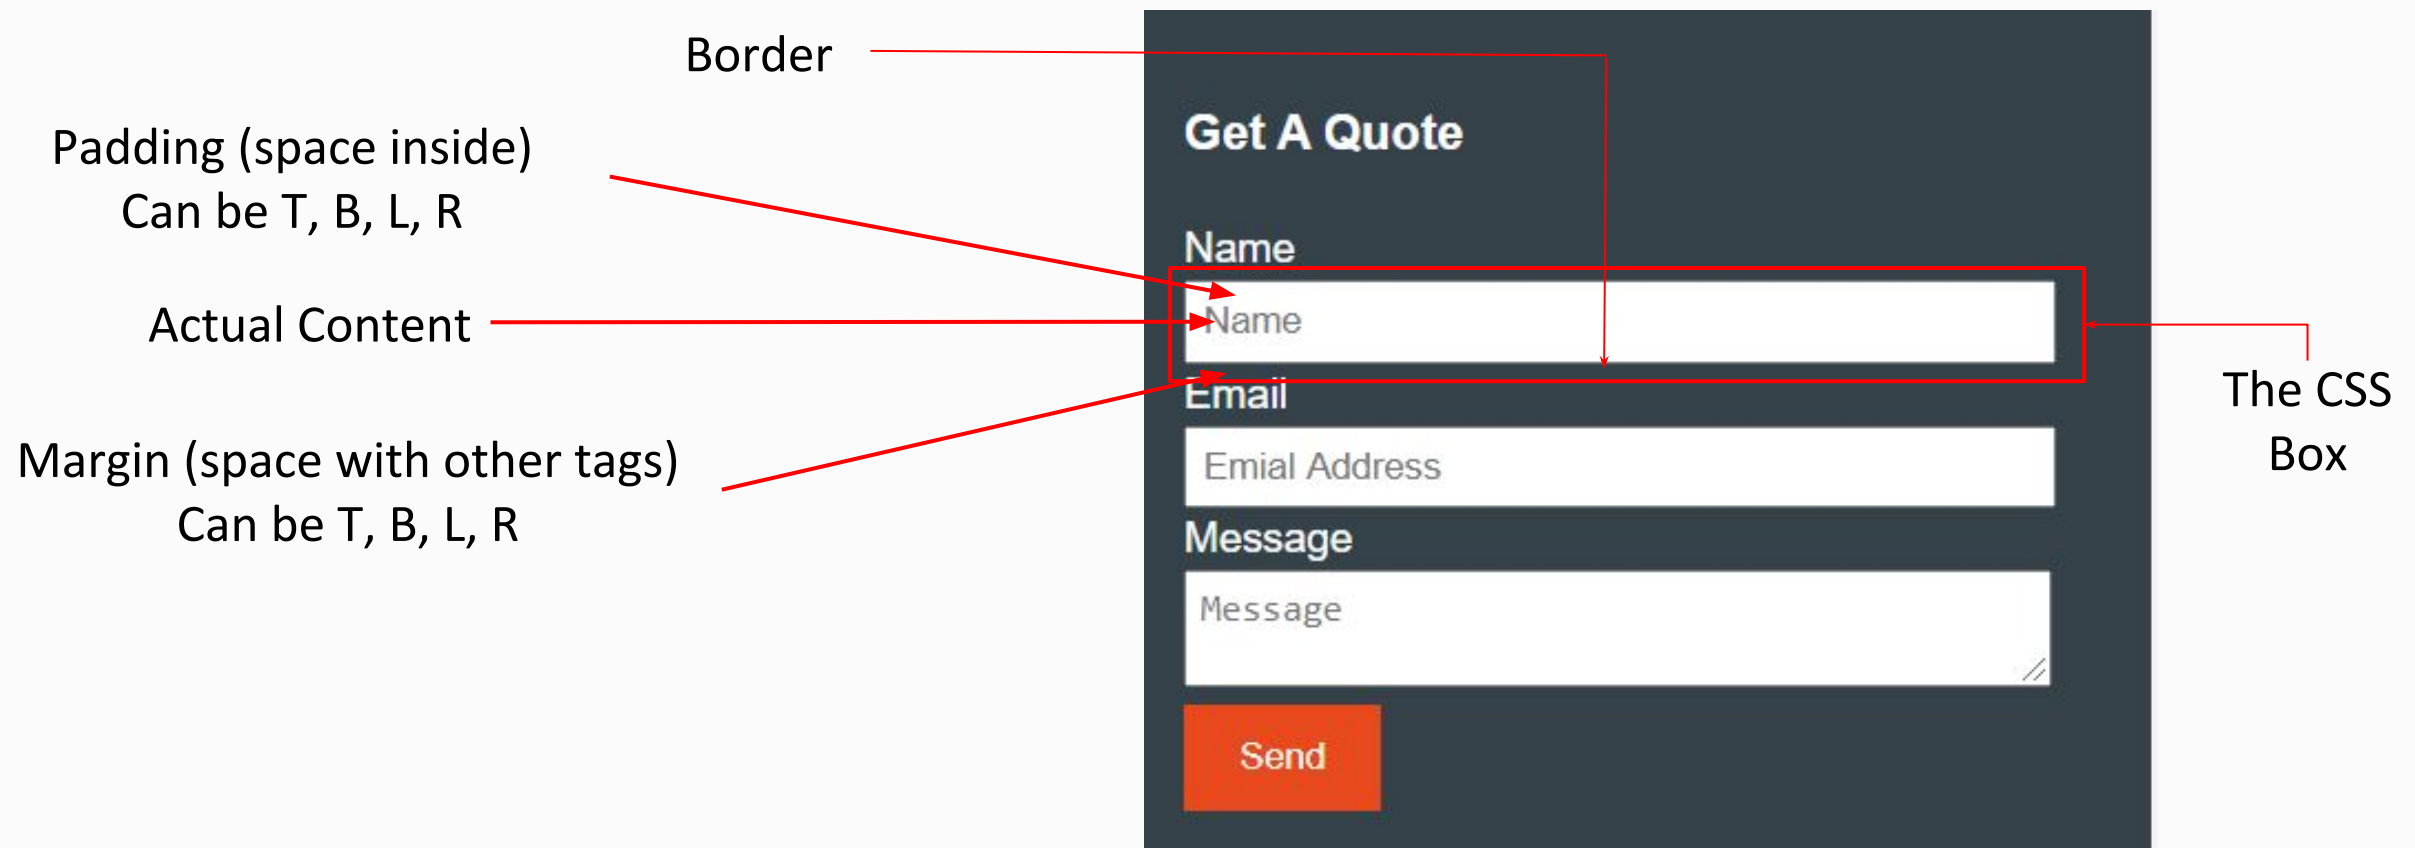 Border
Padding (space inside)
Can be T, B, L, R
Actual Content
Margin (space with other tags)
Can be T, B, L, R
Get A Quote
Name
Name
Email
Emial Address
Message
Message
Send
The CSS
Box